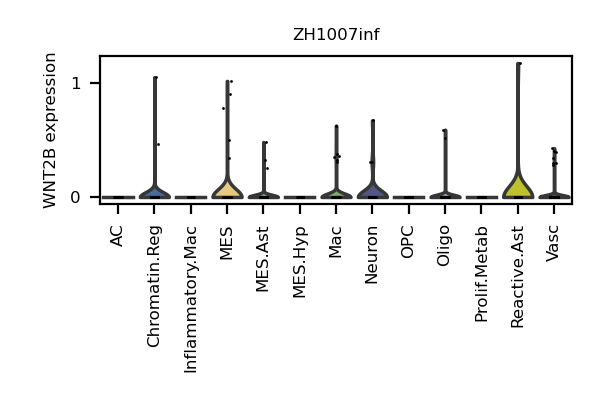 ZH1007inf
WNT2B expression
1
0
AC
Chromatin.Reg
Inflammatory.Mac
MES
MES.Ast
MES.Hyp
Mac
Neuron
OPC
Oligo
Prolif.Metab
Reactive.Ast
Vasc